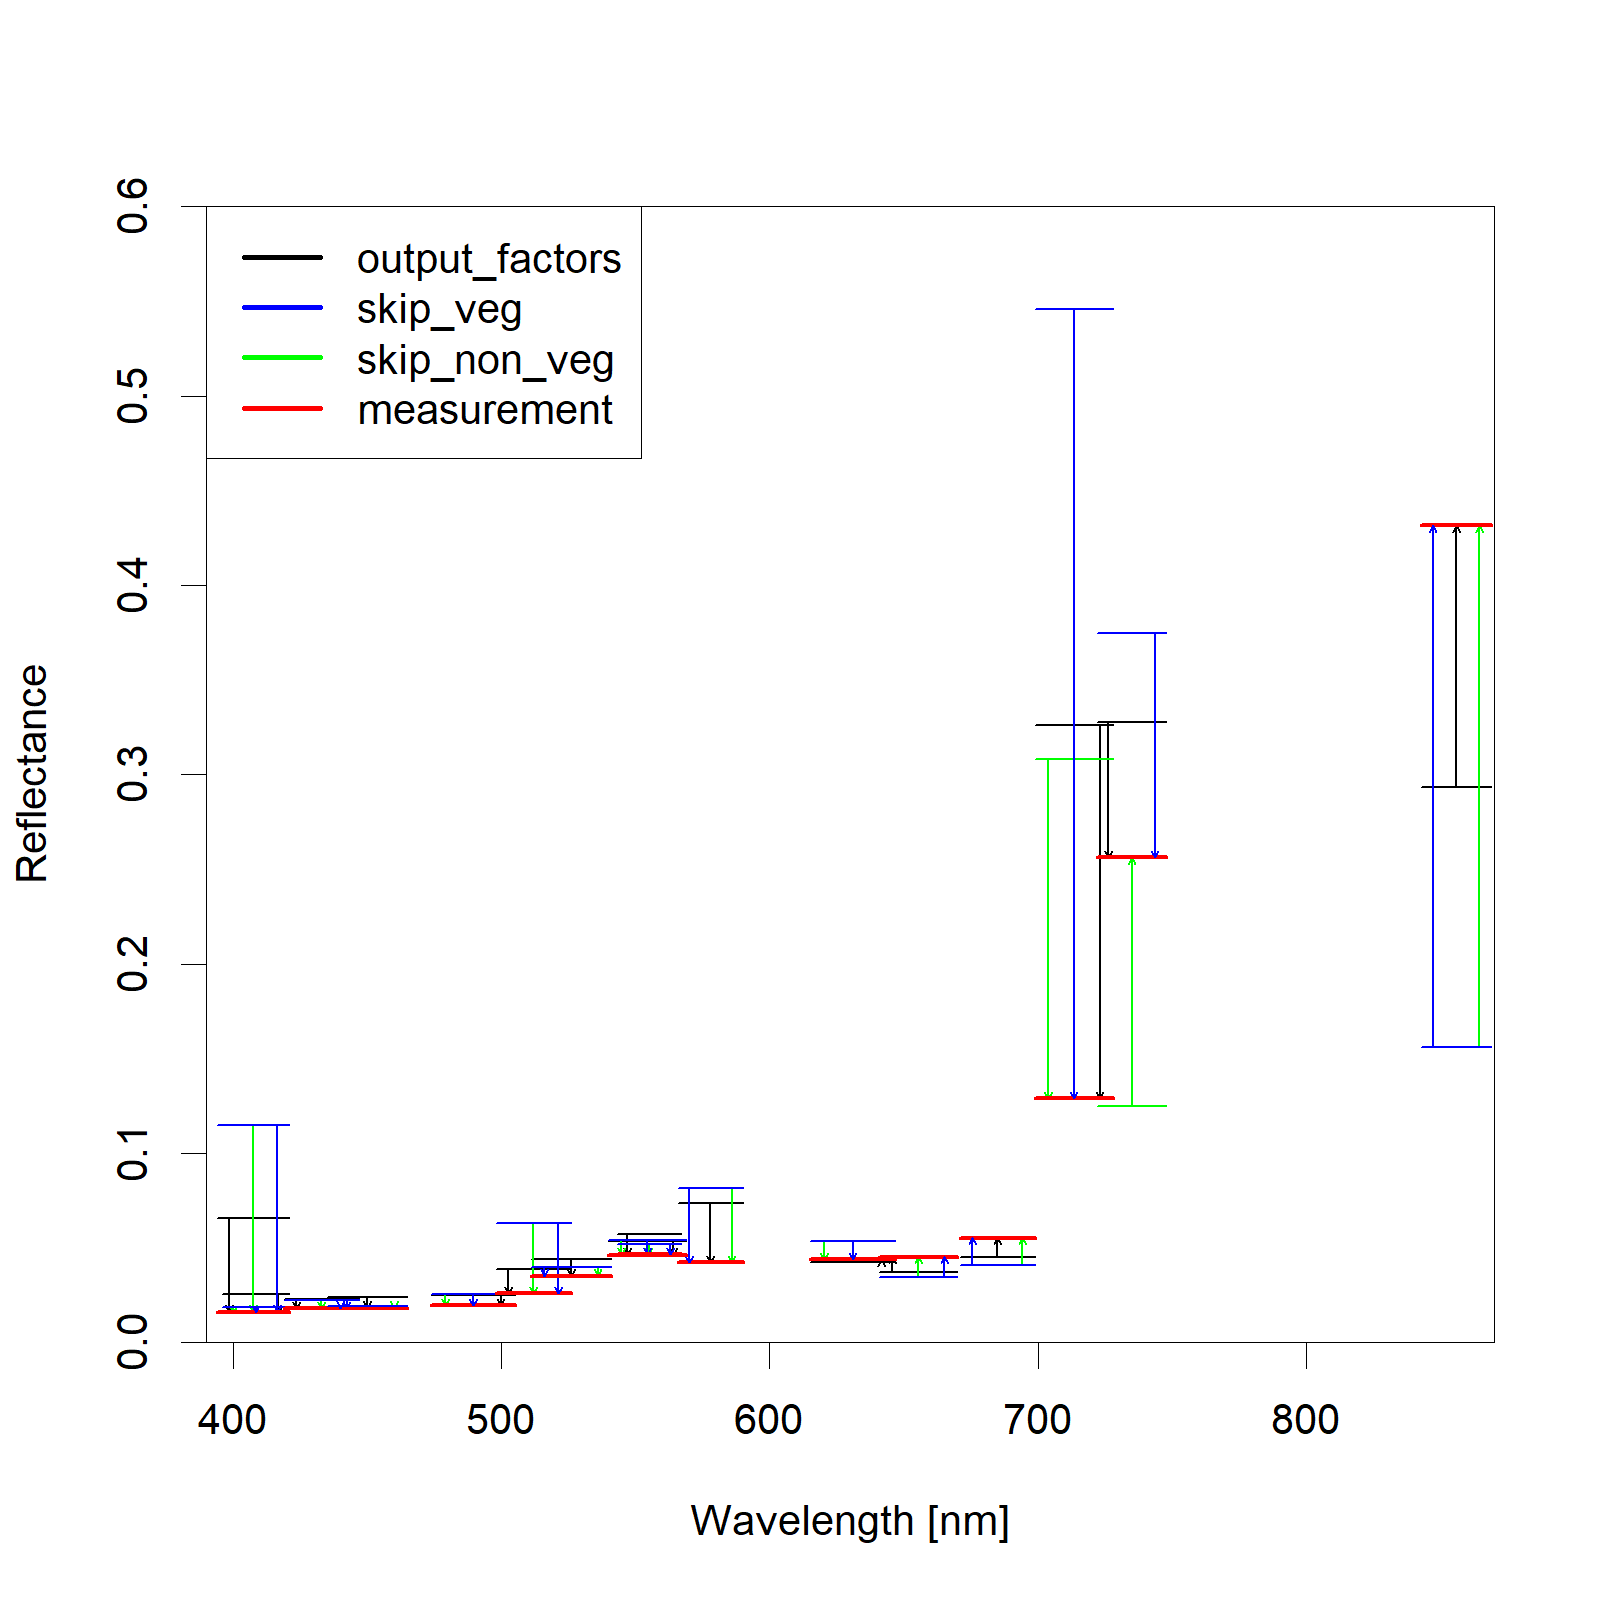 output_factors
skip_veg
skip_non_veg
measurement
0.6
0.5
0.4
0.3
0.2
0.1
0.0
Reflectance
400 500 600 700 800
Wavelength [nm]